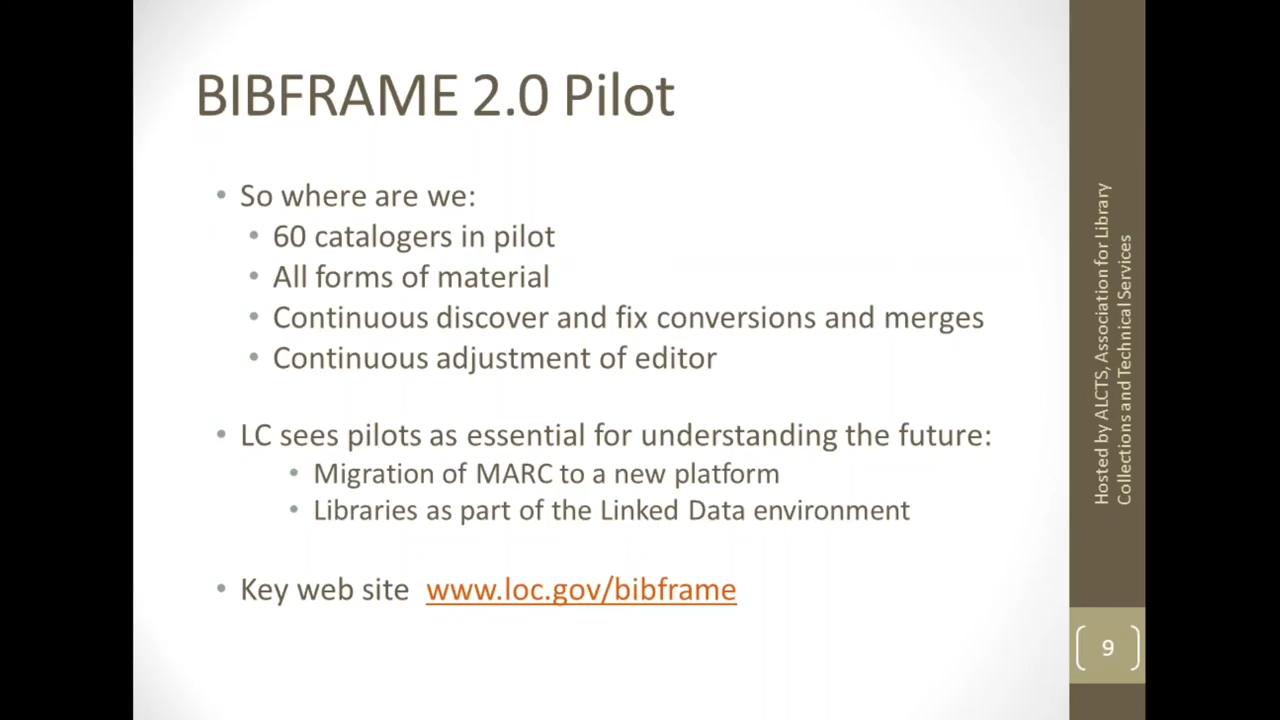 BIBFRAME 2.0 Pilot
• So where are we:
• 60 catalogers in pilot
• All forms of material
• Continuous discover and fix conversions and merges
• Continuous adjustment of editor
• LC sees pilots as essential for understanding the future:
• Migration of MARC to a new platform
• Libraries as part of the Linked Data environment
• Key web site www.loc.gov/bibframe
Hosted by ALCTS, Association for Library
Collections and Technical Services
9